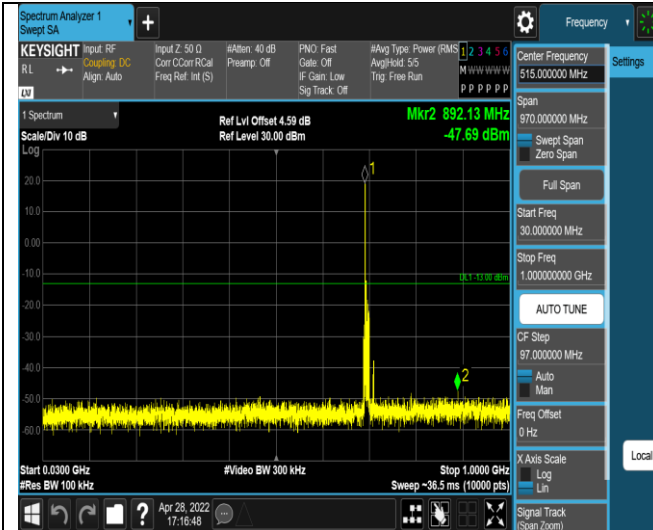 Spectrum Analyzer 1
Swept SA
+
Frequency
KEYSIGHT Input: RF
RL
Coupling: DC
Align: Auto
LXI
Input Z: 50 Ω
Corr CCorr RCal
Freq Ref: Int (S)
#Atten: 40 dB
Preamp: Off
PNO: Fast
Gate: Off
IF Gain: Low
Sig Track: Off
#Avg Type: Power (RMS
Avg|Hold: 5/5
Trig: Free Run
1 2 3 4 5 6
M W W W W W
P P P P P P
1 Spectrum
Scale/Div 10 dB
Ref Lvl Offset 4.59 dB
Ref Level 30.00 dBm
Mkr2 892.13 MHz
-47.69 dBm
Log
1
20.0
10.0
0.00
-10.0
DL1 -13.00 dBm
-20.0
-30.0
-40.0
2
-50.0
-60.0
Start 0.0300 GHz
#Res BW 100 kHz
#Video BW 300 kHz
Stop 1.0000 GHz
Sweep ~36.5 ms (10000 pts)
?
Apr 28, 2022
17:16:48
Center Frequency
515.000000 MHz
Settings
Span
970.000000 MHz
Swept Span
Zero Span
Full Span
Start Freq
30.000000 MHz
Stop Freq
1.000000000 GHz
AUTO TUNE
CF Step
97.000000 MHz
Auto
Man
Freq Offset
0 Hz
X Axis Scale
Log
Lin
Local
Signal Track
(Span Zoom)